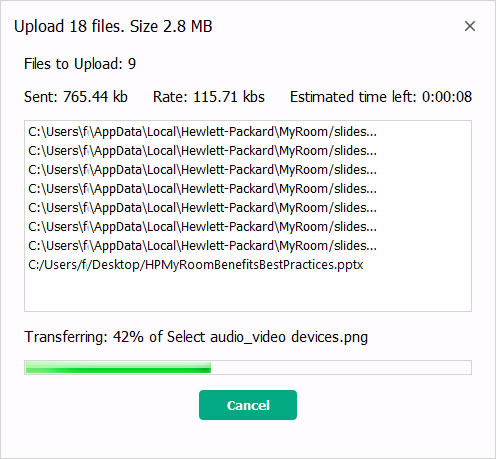 Upload 18 files. Size 2.8 MB
Files to Upload: 9
Sent: 765.44 kb Rate: 115.71 kbs Estimated time left: 0:00:08
C:\Users\f\AppData\Local\Hewlett-Packard\MyRoom/slides...
C:\Users\f\AppData\Local\Hewlett-Packard\MyRoom/slides...
C:\Users\f\AppData\Local\Hewlett-Packard\MyRoom/slides...
C:\Users\f\AppData\Local\Hewlett-Packard\MyRoom/slides...
C:\Users\f\AppData\Local\Hewlett-Packard\MyRoom/slides...
C:\Users\f\AppData\Local\Hewlett-Packard\MyRoom/slides...
C:\Users\f\AppData\Local\Hewlett-Packard\MyRoom/slides...
C:/Users/f/Desktop/HPMyRoomBenefitsBestPractices.pptx
Transferring: 42% of Select audio_video devices.png
Cancel